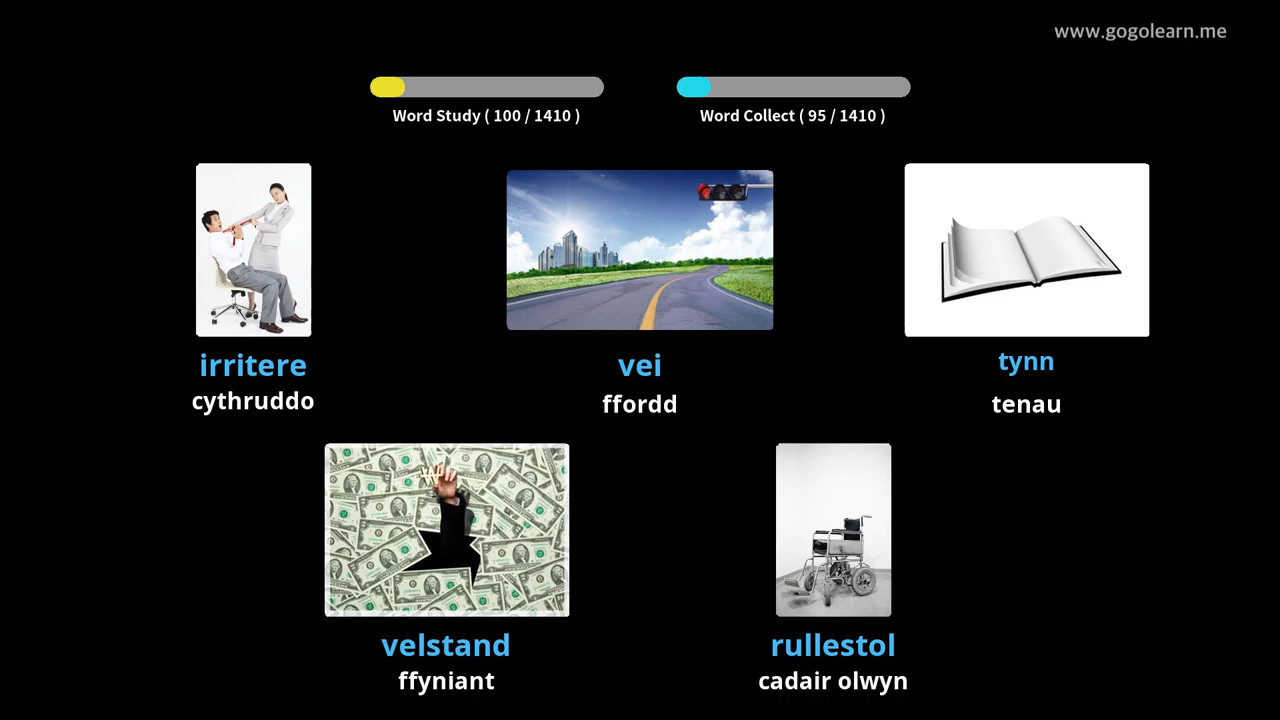 www.gogolearn.me
Word Study ( 100 / 1410 )
Word Collect ( 95 / 1410 )
irritere
cythruddo
vei
ffordd
tynn
tenau
velstand
ffyniant
rullestol
cadair olwyn